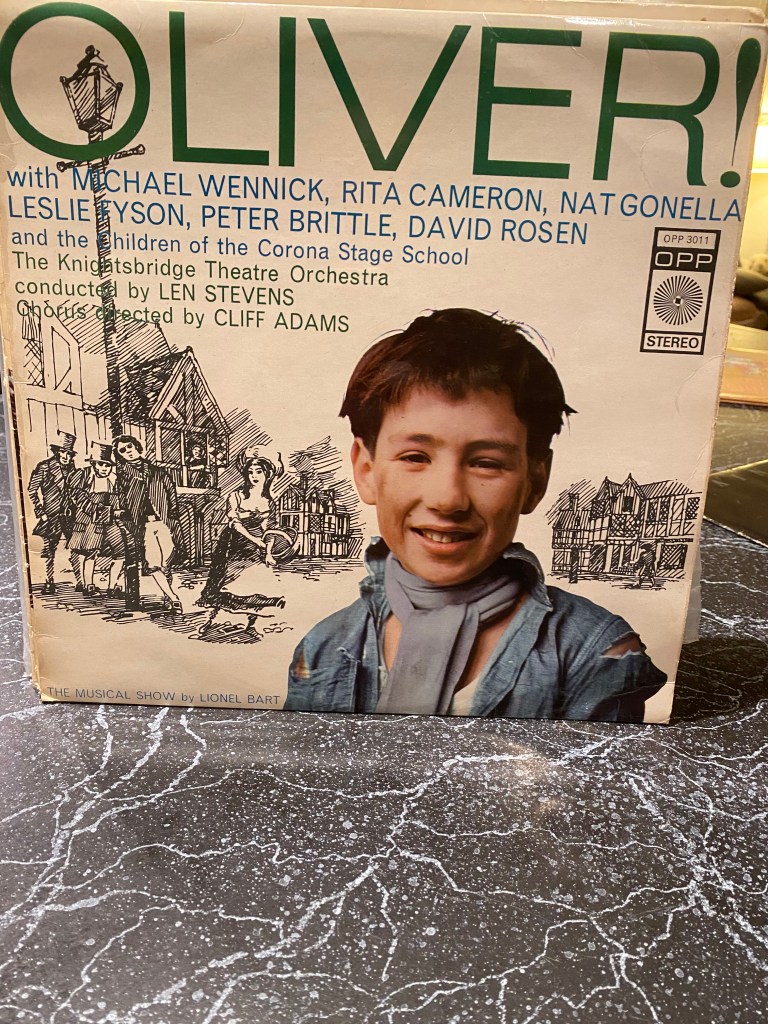 OLIVER!
with MICHAEL WENNICK, RITA CAMERON, NAT GONELLA
LESLIE FYSON, PETER BRITTLE, DAVID ROSEN
and the Children of the Corona Stage School
The Knightsbridge Theatre Orchestra
conducted by LEN STEVENS
Chorus directed by CLIFF ADAMS
OPP 3011
OPP
STEREO
THE MUSICAL SHOW by LIONEL BART